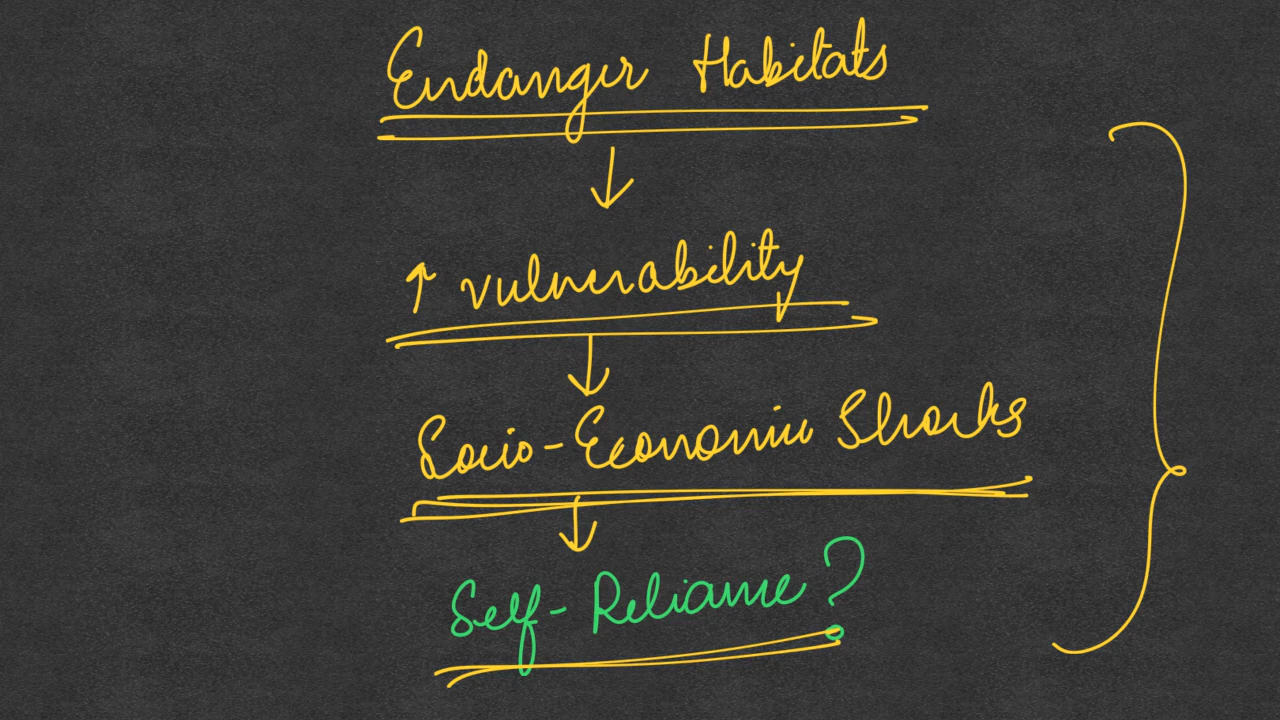 Endanger Habitats
↓
↑ vulnerability
↓
Socio-Economic Shocks
↓
Self-Reliance?